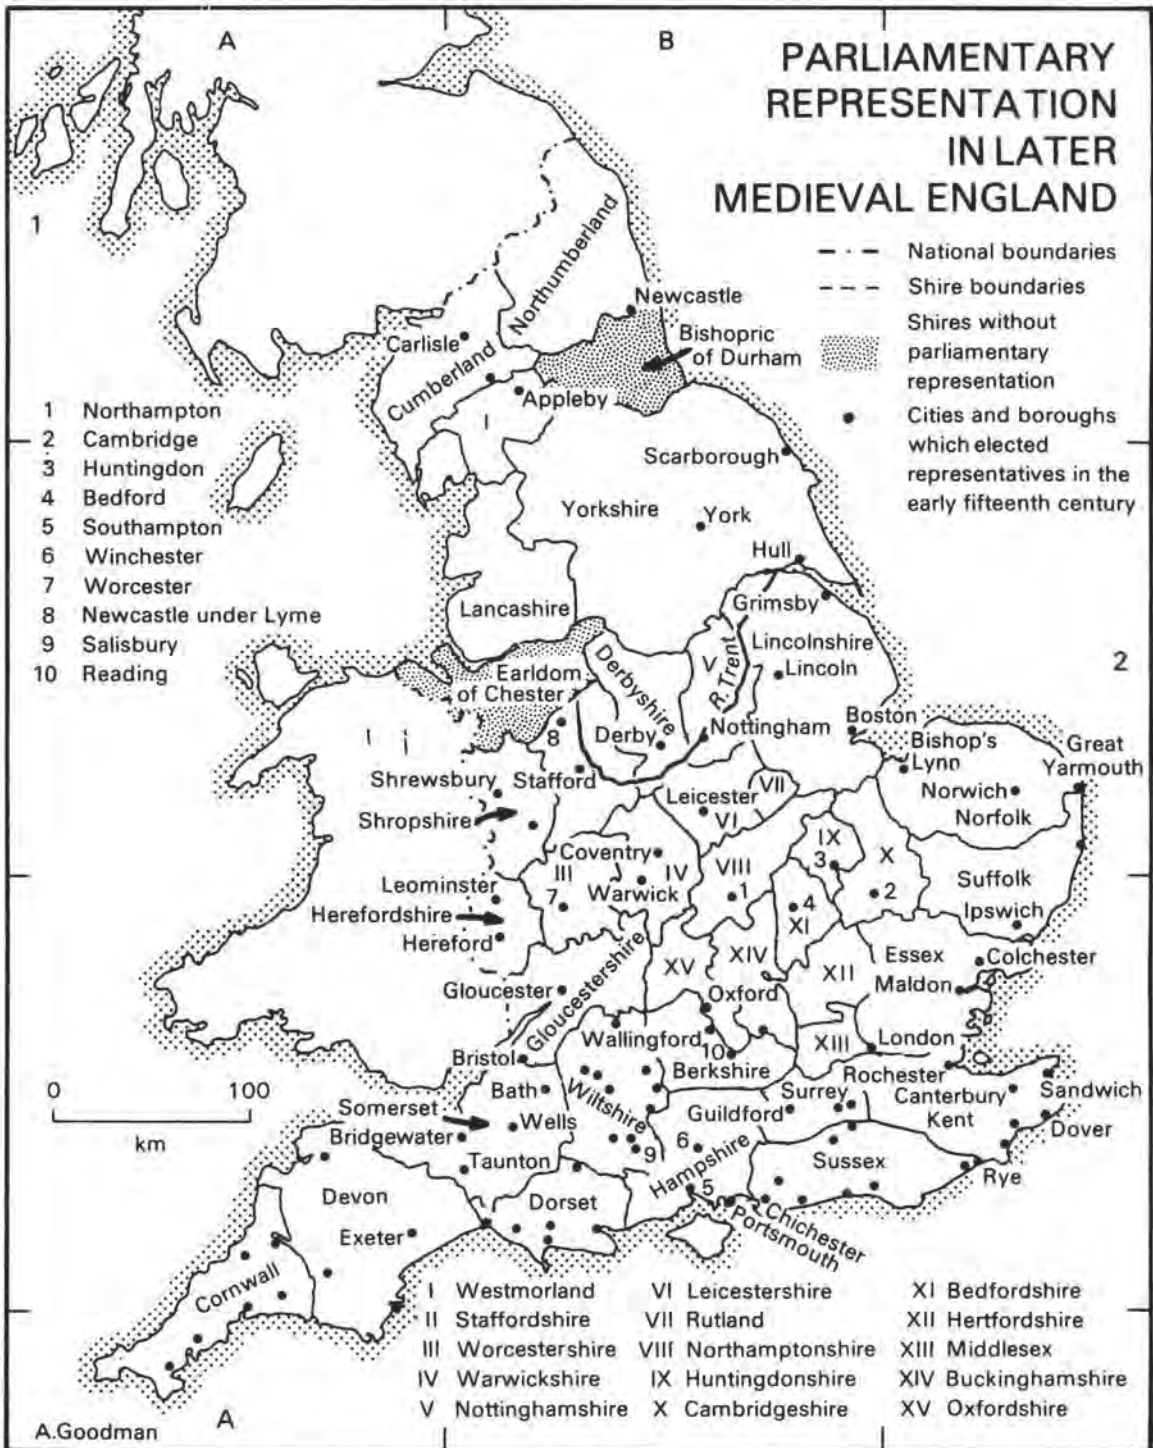 A
B
PARLIAMENTARY
REPRESENTATION
IN LATER
MEDIEVAL ENGLAND
1
National boundaries
Shire boundaries
Shires without
parliamentary
representation
Cities and boroughs
which elected
representatives in the
early fifteenth century
Northumberland
Newcastle
Bishopric
of Durham
Carlisle
Cumberland
Appleby
I
1 Northampton
2 Cambridge
3 Huntingdon
4 Bedford
5 Southampton
6 Winchester
7 Worcester
8 Newcastle under Lyme
9 Salisbury
10 Reading
Scarborough
Yorkshire
York
Hull
Lancashire
Grimsby
Lincolnshire
Lincoln
2
Earldom
of Chester
Derbyshire
V
R. Trent
8
Derby
Nottingham
Boston
Bishop's
Lynn
Great
Yarmouth
I I
Shrewsbury
Stafford
Leicester
VII
VI
Norwich
Norfolk
Shropshire
Coventry
IX
3
X
III
IV
VIII
Suffolk
Leominster
7
Warwick
1
4
2
Ipswich
Herefordshire
XI
Hereford
Essex
Colchester
XV
XIV
XII
Maldon
Gloucester
Gloucestershire
Oxford
Wallingford
10
XIII
London
Bristol
Berkshire
Rochester
Sandwich
0 100
km
Bath
Wiltshire
Surrey
Canterbury
Somerset
Guildford
Kent
Wells
Dover
Bridgewater
6
9
Taunton
Hampshire
Sussex
Rye
Devon
Dorset
5
Chichester
Portsmouth
Exeter
Cornwall
I Westmorland
II Staffordshire
III Worcestershire
IV Warwickshire
V Nottinghamshire
VI Leicestershire
VII Rutland
VIII Northamptonshire
IX Huntingdonshire
X Cambridgeshire
XI Bedfordshire
XII Hertfordshire
XIII Middlesex
XIV Buckinghamshire
XV Oxfordshire
A
A.Goodman